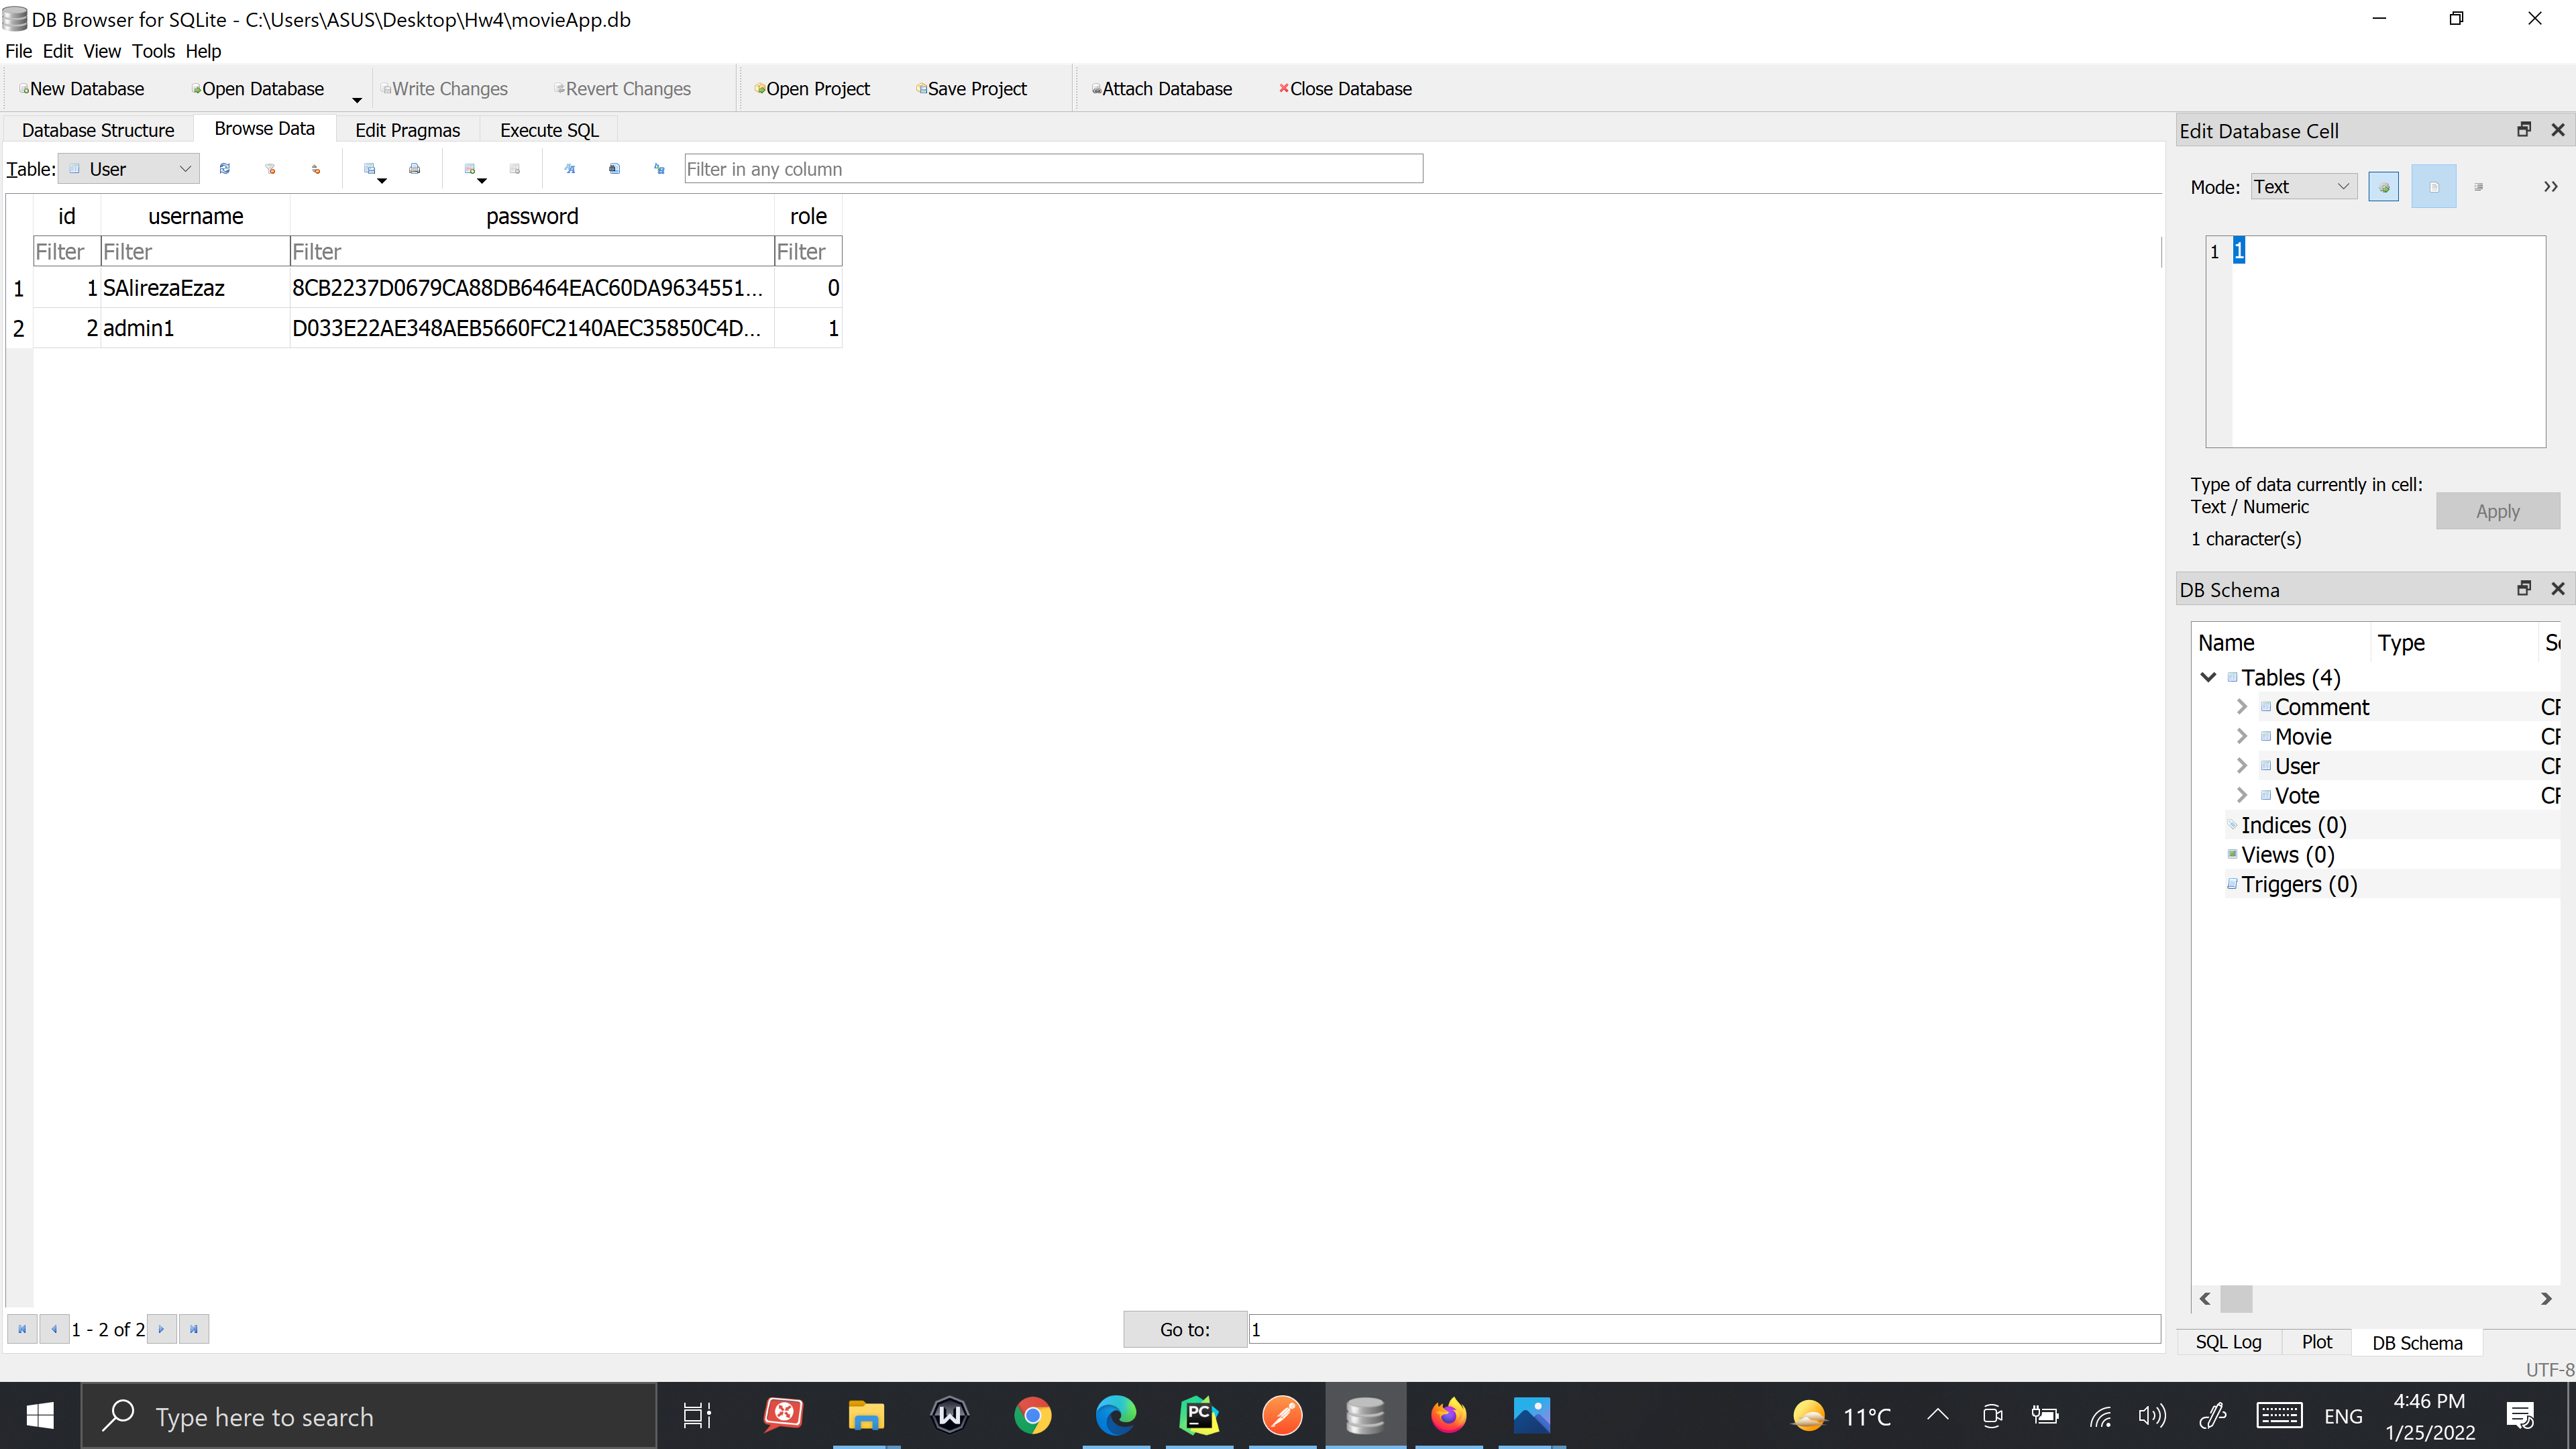 DB Browser for SQLite - C:\Users\ASUS\Desktop\Hw4\movieApp.db
File Edit View Tools Help
New Database Open Database Write Changes Revert Changes Open Project Save Project Attach Database Close Database
Database Structure Browse Data Edit Pragmas Execute SQL
Table: User Filter in any column
id username password role
Filter Filter Filter Filter
1 1 SAlirezaEzaz 8CB2237D0679CA88DB6464EAC60DA9634551... 0
2 2 admin1 D033E22AE348AEB5660FC2140AEC35850C4D... 1
1 - 2 of 2 Go to: 1
Edit Database Cell
Mode: Text
1 1
Type of data currently in cell:
Text / Numeric
Apply
1 character(s)
DB Schema
Name Type
Tables (4)
Comment
Movie
User
Vote
Indices (0)
Views (0)
Triggers (0)
SQL Log Plot DB Schema
UTF-8
Type here to search
PC
11°C
ENG
4:46 PM
1/25/2022